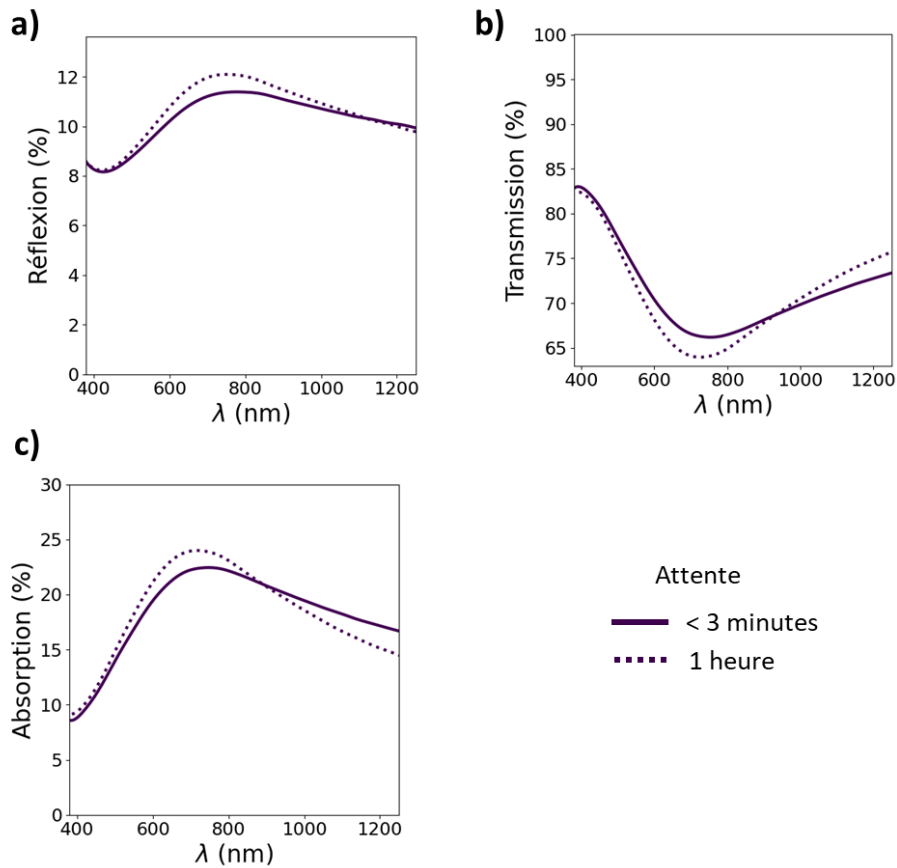 a)
Réflexion (%)
12
10
8
6
4
2
0
400 600 800 1000 1200
λ (nm)
b)
Transmission (%)
100
95
90
85
80
75
70
65
400 600 800 1000 1200
λ (nm)
c)
Absorption (%)
30
25
20
15
10
5
0
400 600 800 1000 1200
λ (nm)
Attente
< 3 minutes
1 heure